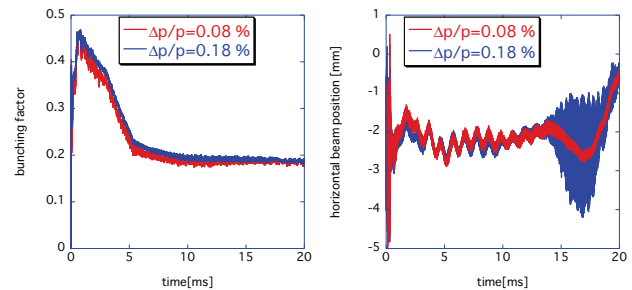 Δp/p=0.08 %
Δp/p=0.18 %
bunching factor
0.4
0.3
0.2
0.1
0
0 5 10 15 20
time[ms]
Δp/p=0.08 %
Δp/p=0.18 %
horizontal beam position [mm]
1
0
-1
-2
-3
-4
-5
0 5 10 15 20
time[ms]